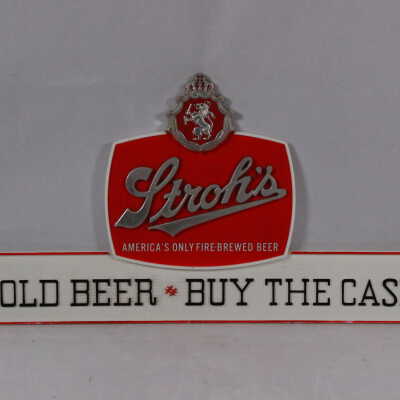 Stroh's
AMERICA'S ONLY FIRE-BREWED BEER
OLD BEER * BUY THE CAS